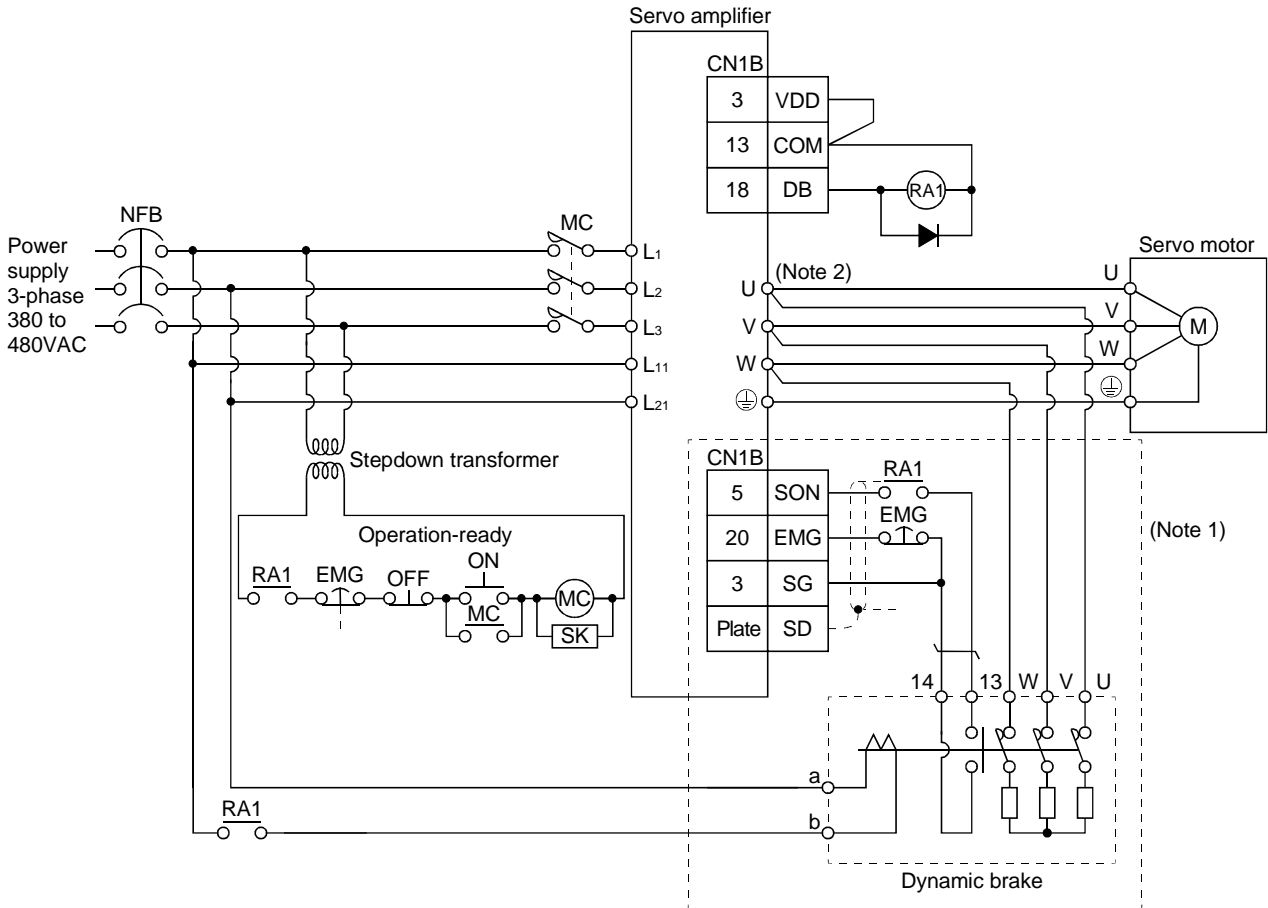 Servo amplifier
CN1B
3 VDD
13 COM
18 DB
RA1
NFB
MC
Power
supply
3-phase
380 to
480VAC
L1
L2
L3
L11
L21
(Note 2)
U
V
W
Servo motor
U
V
W
M
Stepdown transformer
Operation-ready
RA1
EMG
OFF
ON
MC
MC
SK
CN1B
5 SON
20 EMG
3 SG
Plate SD
RA1
EMG
(Note 1)
14
13
W
V
U
a
b
RA1
Dynamic brake